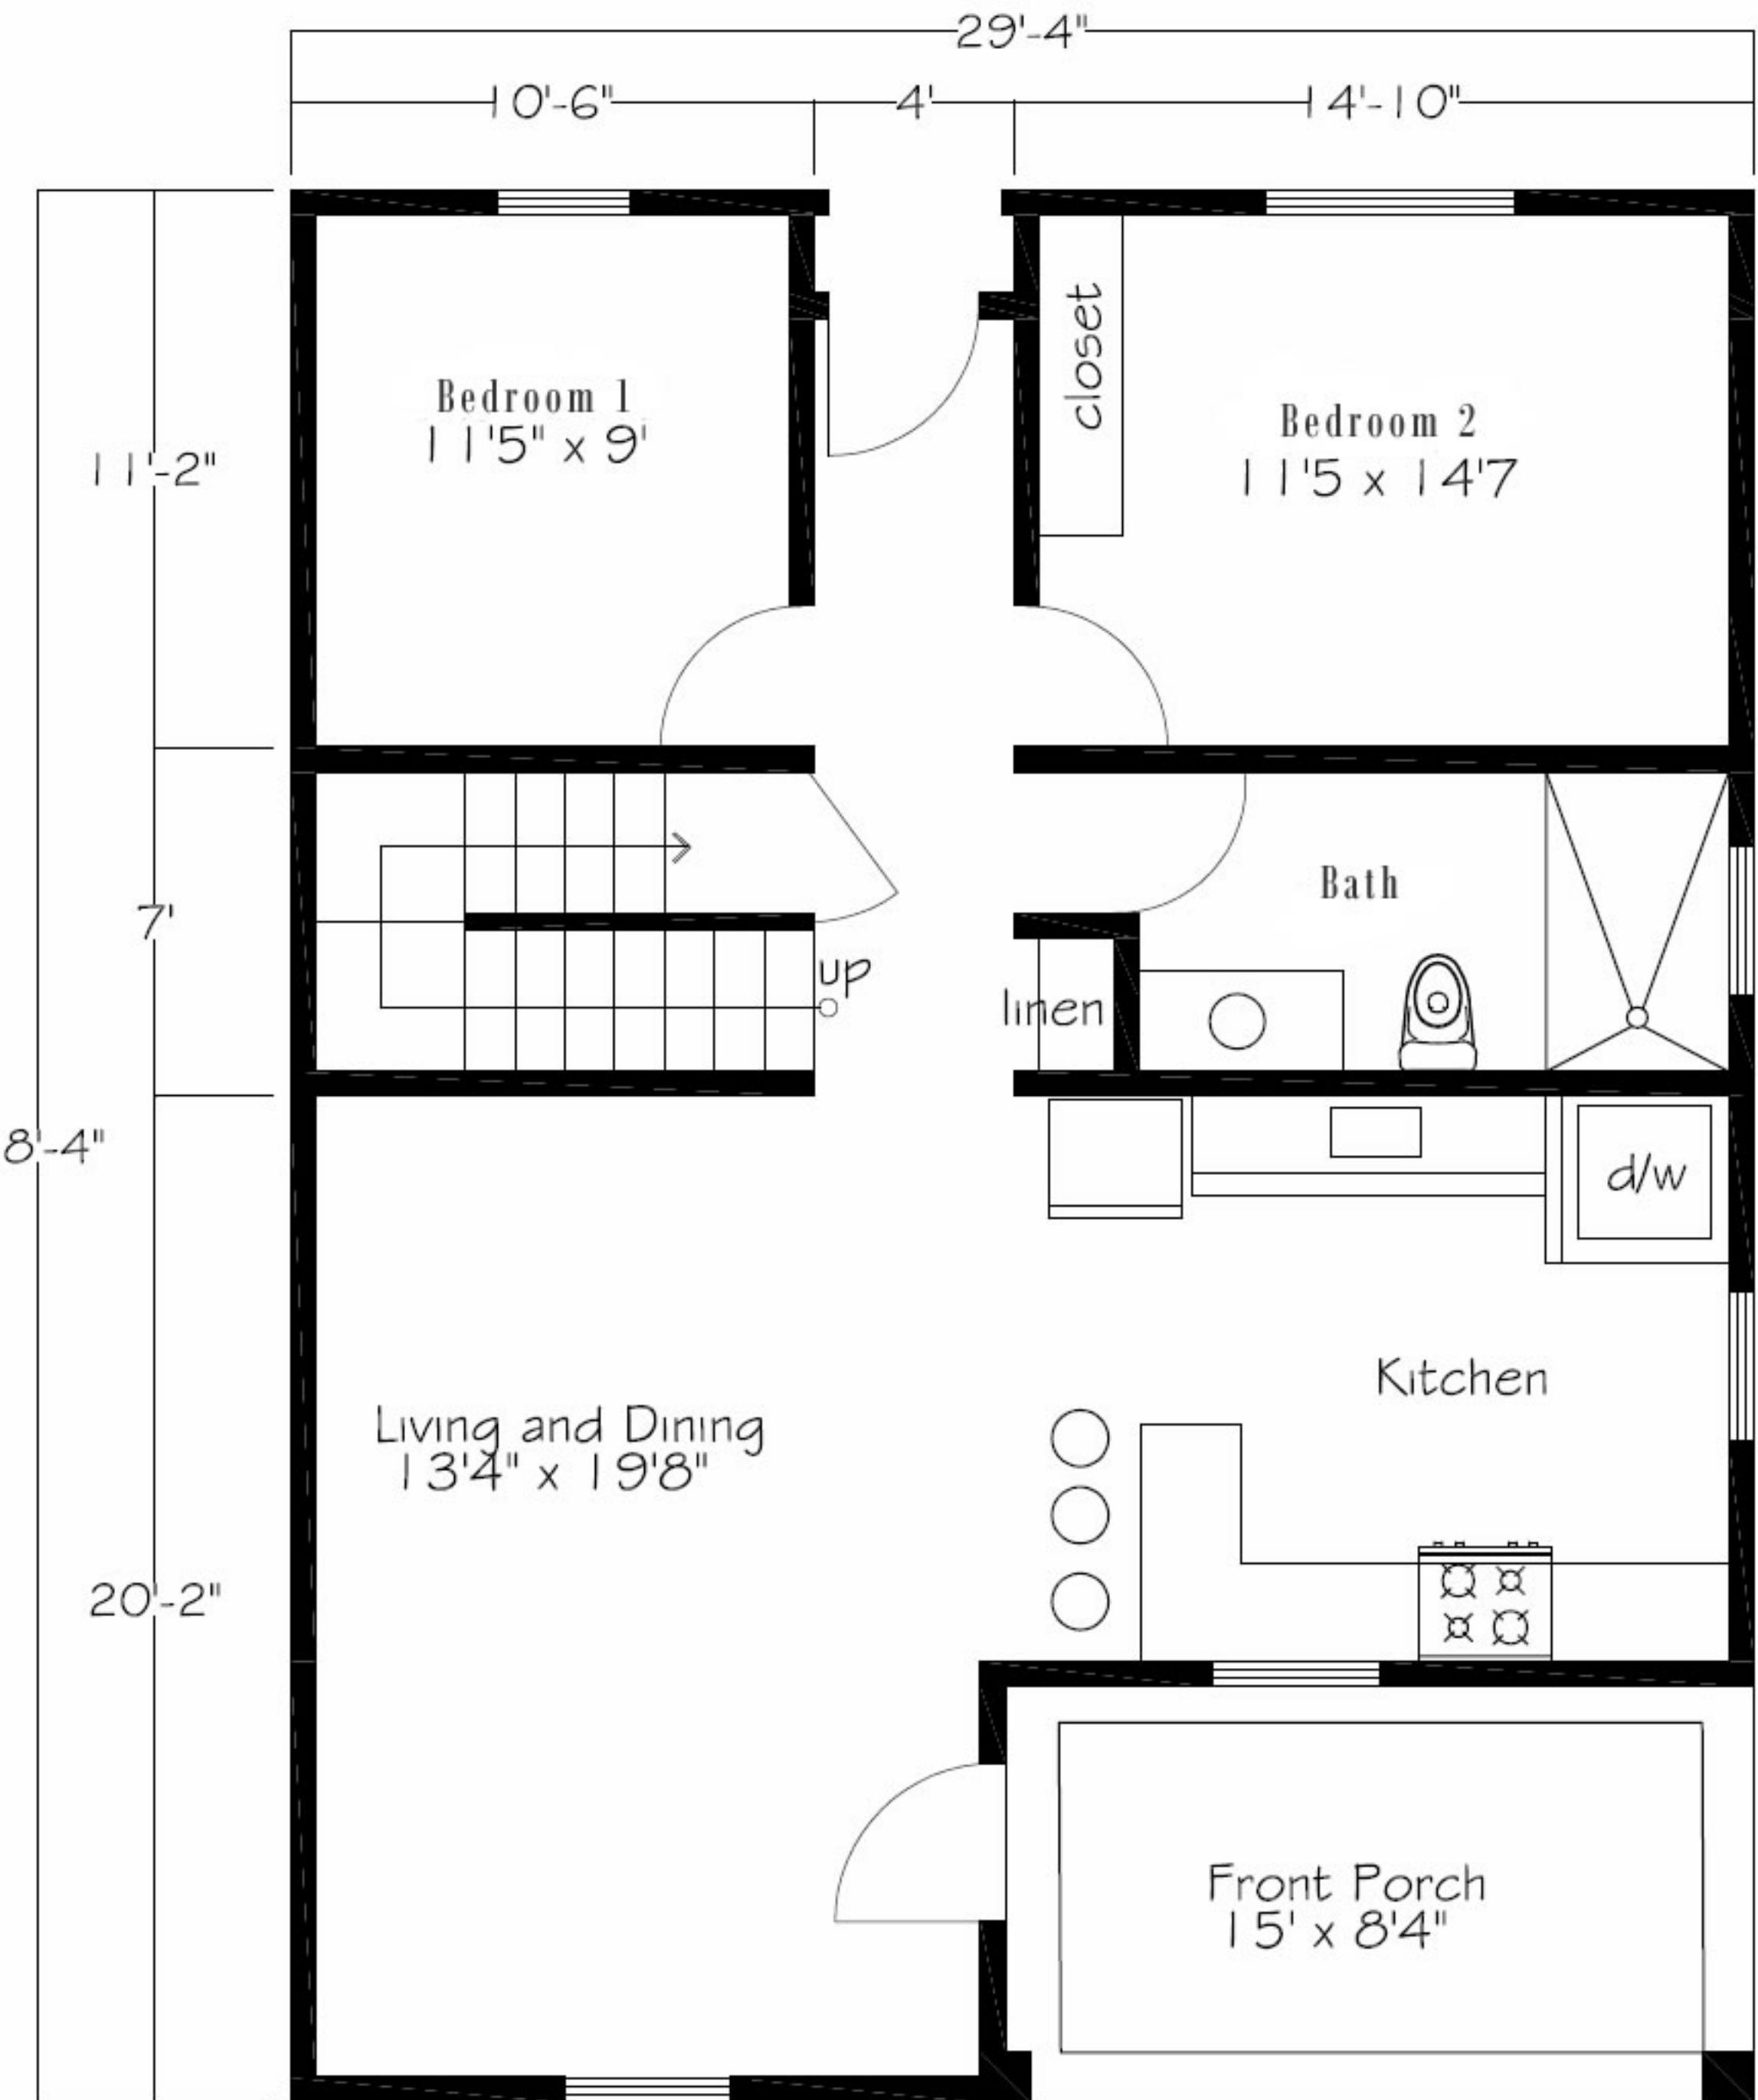 29'-4"
10'-6"
4'
14'-10"
closet
Bedroom 1
11'5" x 9'
Bedroom 2
11'5 x 14'7
11'-2"
Bath
7'
up
linen
8'-4"
d/w
Kitchen
Living and Dining
13'4" x 19'8"
20'-2"
Front Porch
15' x 8'4"